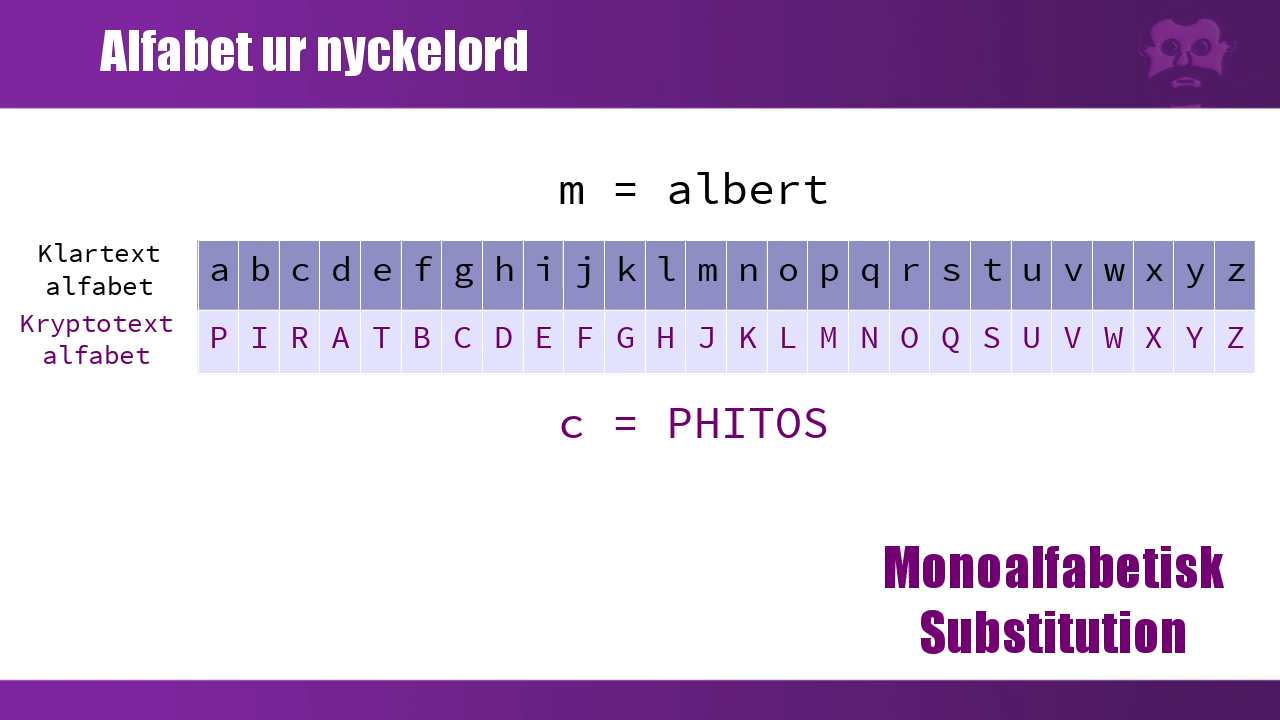 Alfabet ur nyckelord
m = albert
Klartext
alfabet
a b c d e f g h i j k l m n o p q r s t u v w x y z
Kryptotext
alfabet
P I R A T B C D E F G H J K L M N O Q S U V W X Y Z
c = PHITOS
Monoalfabetisk
Substitution